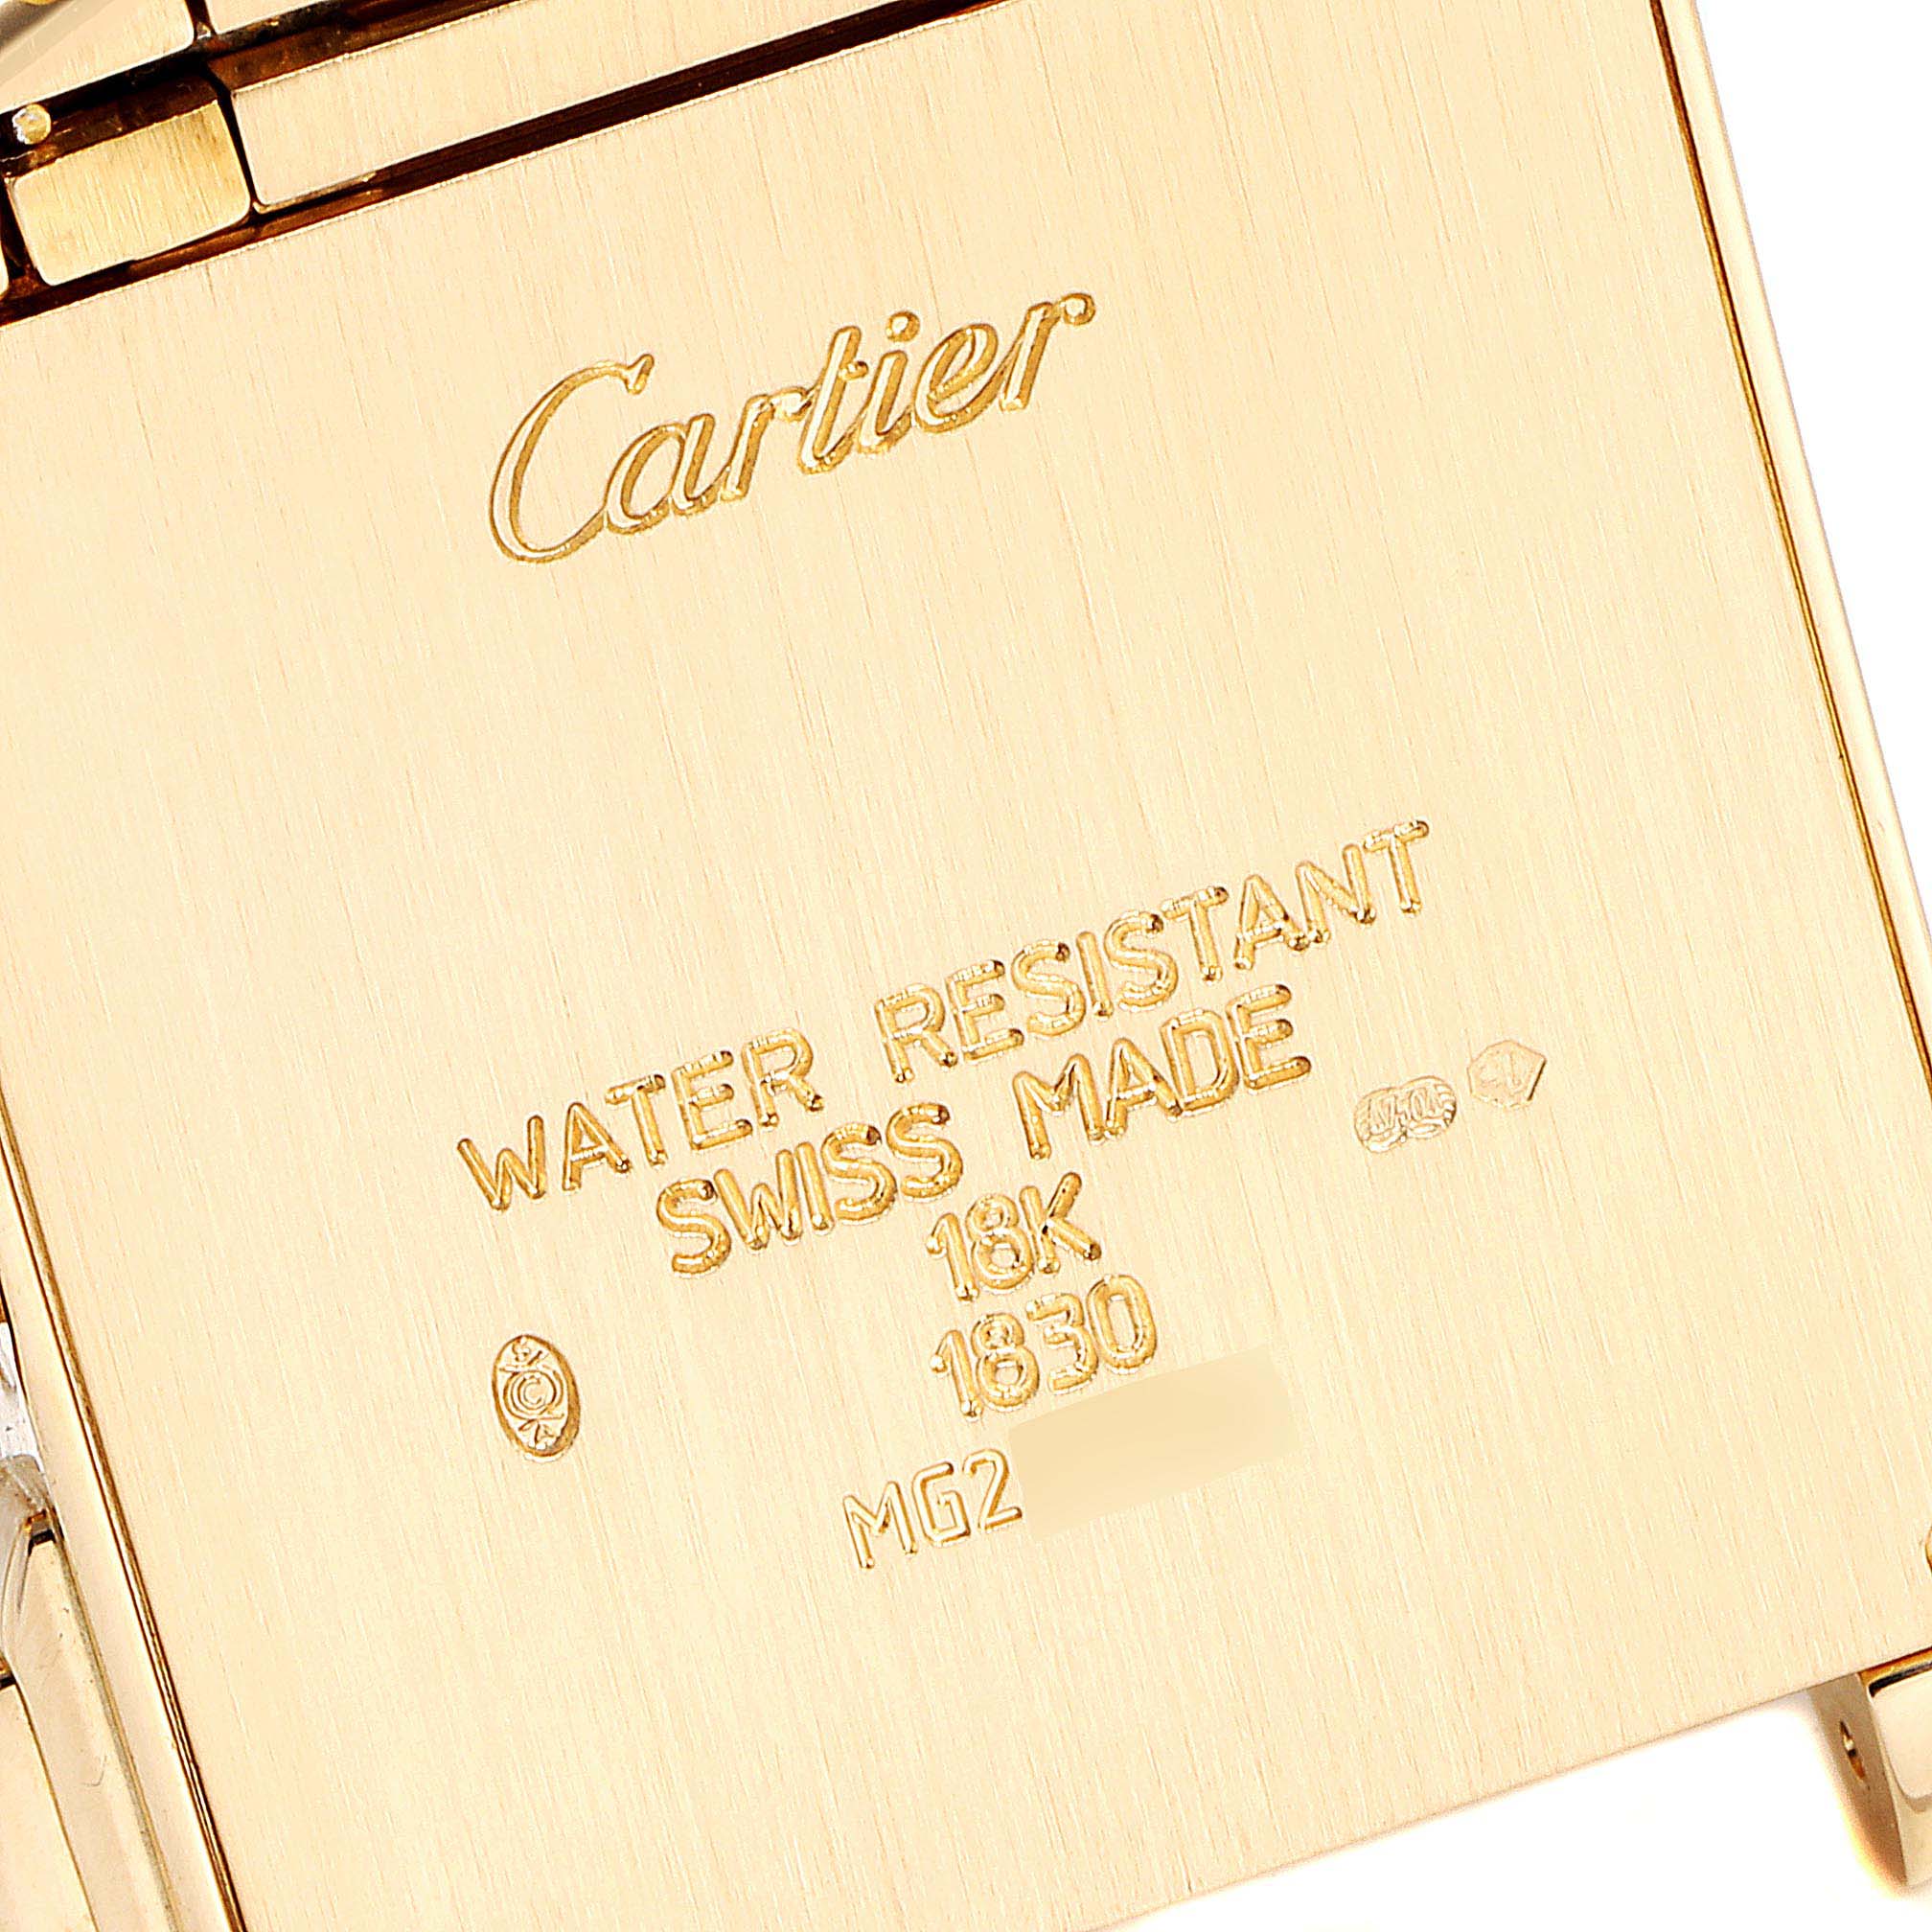 Cartier
WATER RESISTANT
SWISS MADE
18K
1830
MG2